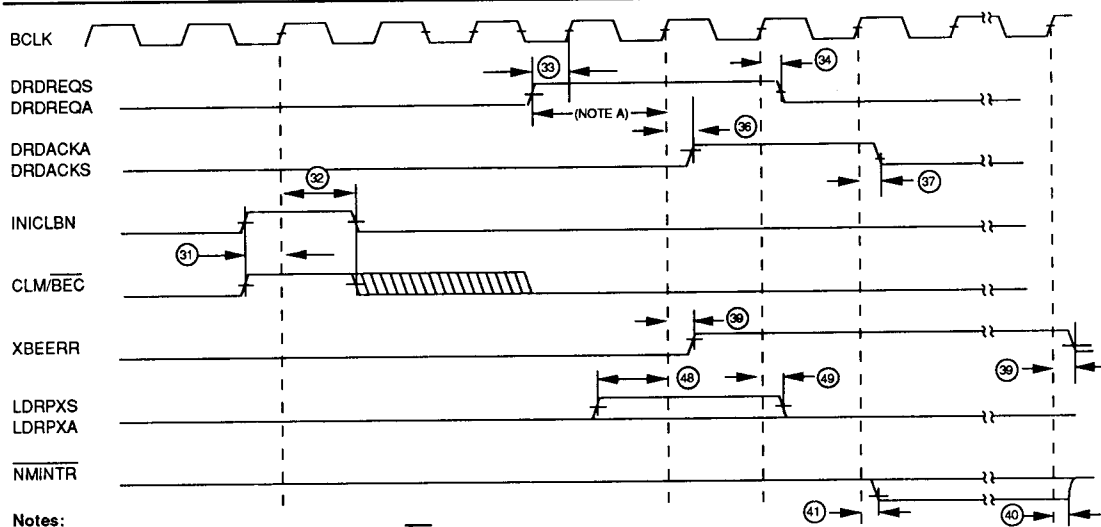 BCLK
33
34
DRDREQS
DRDREQA
(NOTE A)
36
DRDACKA
DRDACKS
32
37
INICLBN
31
CLM/BEC
39
XBEERR
39
48
49
LDRPXS
LDRPXA
NMINTR
41
40
Notes: